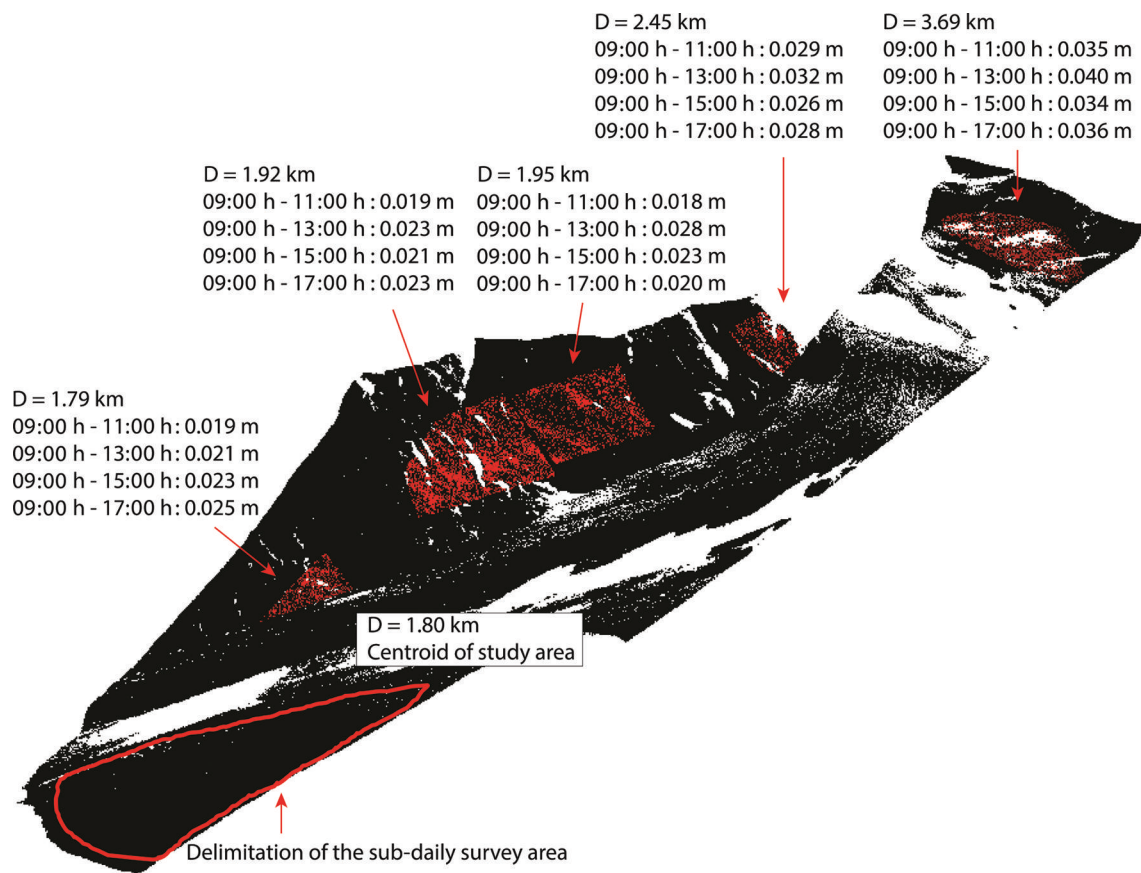 D = 2.45 km
09:00 h - 11:00 h : 0.029 m
09:00 h - 13:00 h : 0.032 m
09:00 h - 15:00 h : 0.026 m
09:00 h - 17:00 h : 0.028 m
D = 3.69 km
09:00 h - 11:00 h : 0.035 m
09:00 h - 13:00 h : 0.040 m
09:00 h - 15:00 h : 0.034 m
09:00 h - 17:00 h : 0.036 m
D = 1.92 km
09:00 h - 11:00 h : 0.019 m
09:00 h - 13:00 h : 0.023 m
09:00 h - 15:00 h : 0.021 m
09:00 h - 17:00 h : 0.023 m
D = 1.95 km
09:00 h - 11:00 h : 0.018 m
09:00 h - 13:00 h : 0.028 m
09:00 h - 15:00 h : 0.023 m
09:00 h - 17:00 h : 0.020 m
D = 1.79 km
09:00 h - 11:00 h : 0.019 m
09:00 h - 13:00 h : 0.021 m
09:00 h - 15:00 h : 0.023 m
09:00 h - 17:00 h : 0.025 m
D = 1.80 km
Centroid of study area
Delimitation of the sub-daily survey area